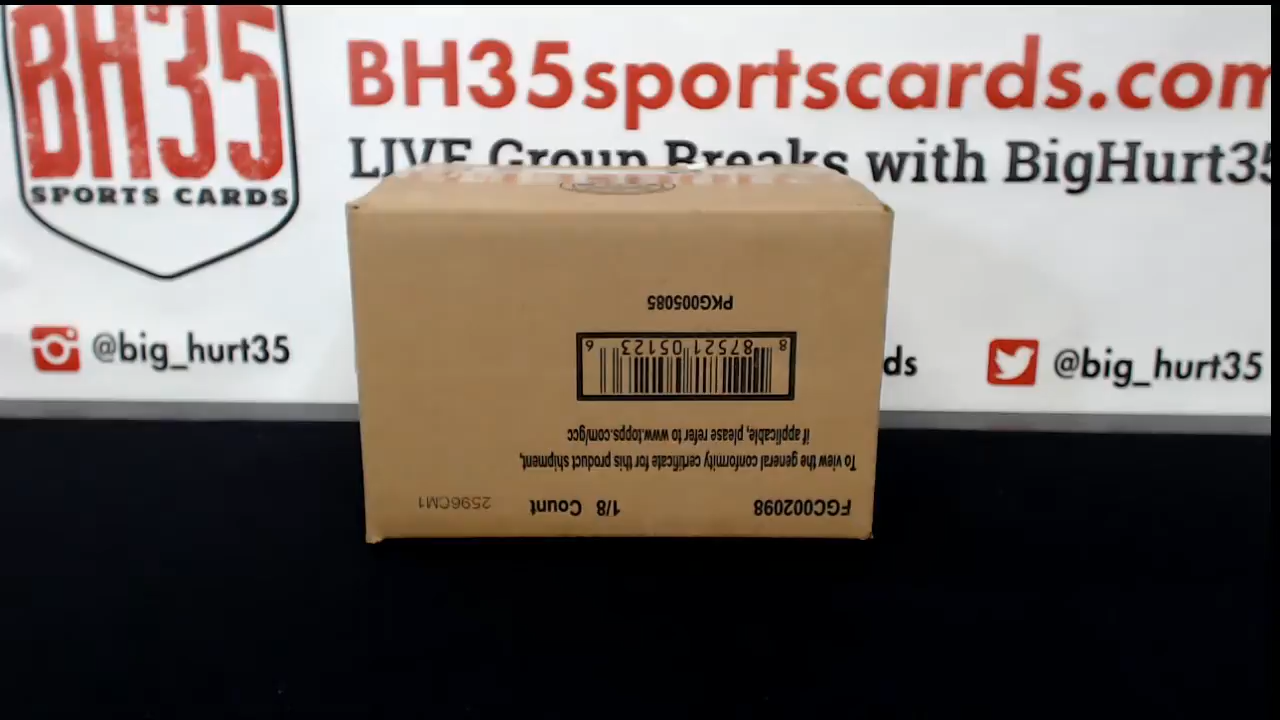 BH35
SPORTS CARDS
BH35sportscards.com
LIVE Group Breaks with BigHurt35
@big_hurt35
ds
@big_hurt35
FGC002098 1/8 Count 2596CM1
To view the general conformity certificate for this product shipment,
if applicable, please refer to www.topps.com/gcc
8 87521 05123 6
PKG005085